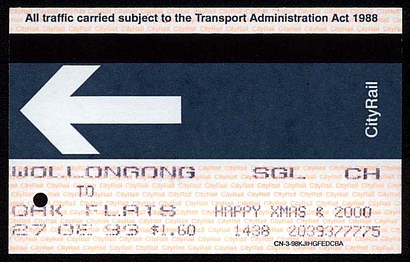 All traffic carried subject to the Transport Administration Act 1988
CityRail
WOLLONGONG SGL CH
TO
OAK FLATS HAPPY XMAS & 2000
27 DE 99 $1.60 1438 2039377775
CN-3-98KJIHGFEDCBA